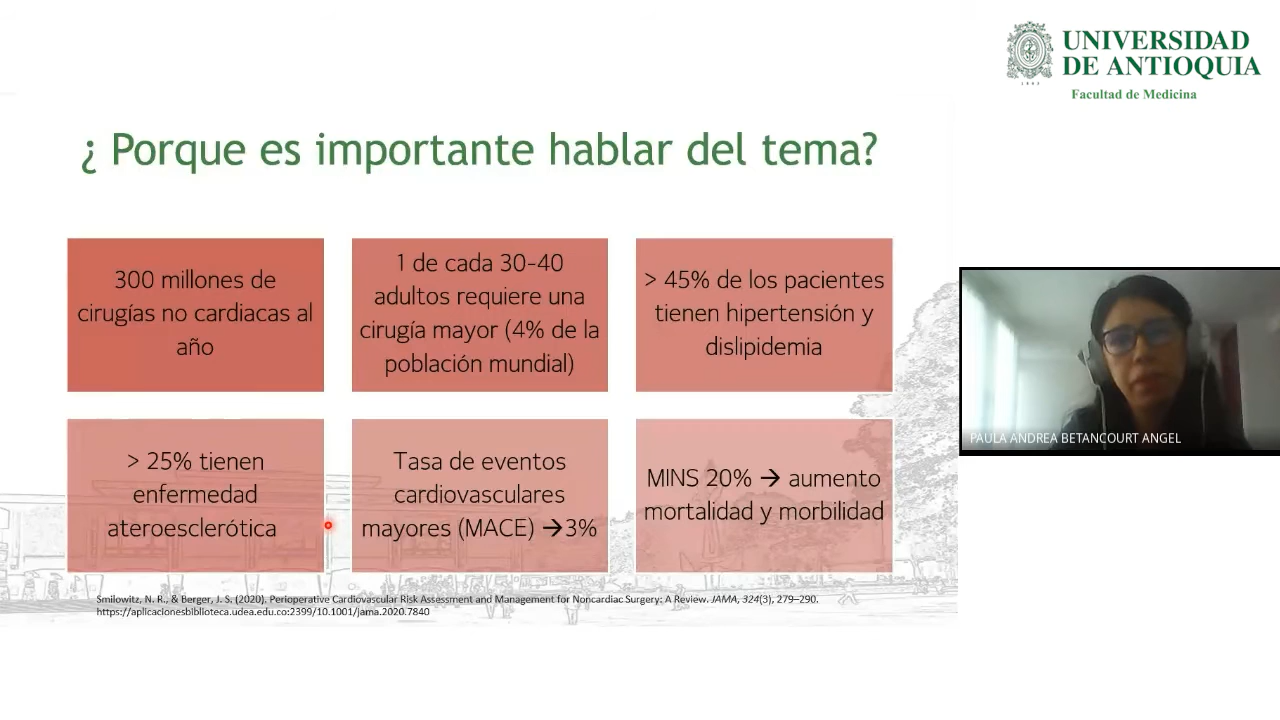 UNIVERSIDAD
DE ANTIOQUIA
1803
Facultad de Medicina
¿ Porque es importante hablar del tema?
300 millones de
cirugías no cardiacas al
año
1 de cada 30-40
adultos requiere una
cirugía mayor (4% de la
población mundial)
> 45% de los pacientes
tienen hipertensión y
dislipidemia
> 25% tienen
enfermedad
ateroesclerótica
Tasa de eventos
cardiovasculares
mayores (MACE) →3%
MINS 20% → aumento
mortalidad y morbilidad
Smilowitz, N. R., & Berger, J. S. (2020). Perioperative Cardiovascular Risk Assessment and Management for Noncardiac Surgery: A Review. JAMA, 324(3), 279–290.
https://aplicacionesbiblioteca.udea.edu.co:2399/10.1001/jama.2020.7840
PAULA ANDREA BETANCOURT ANGEL